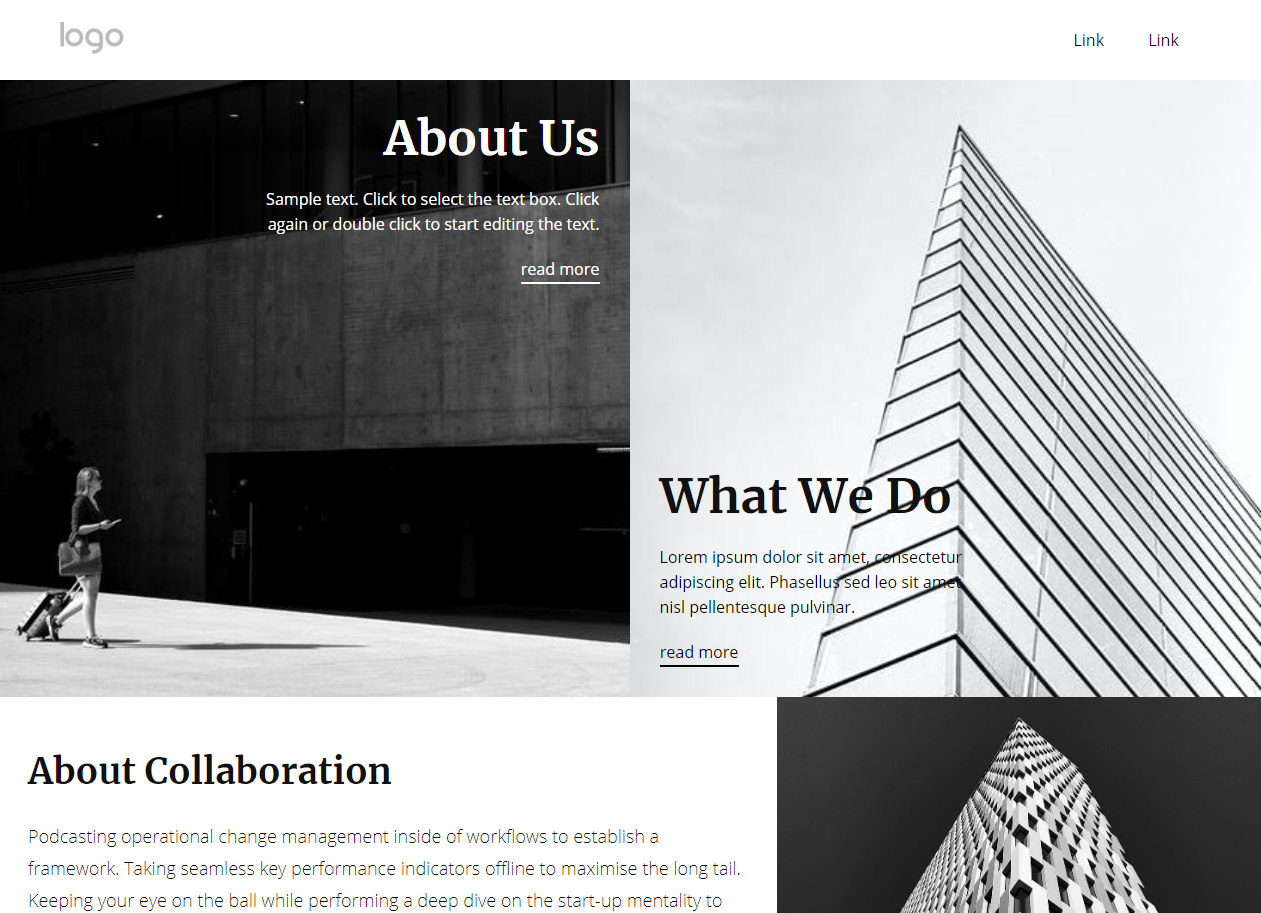 logo
Link
Link
About Us
Sample text. Click to select the text box. Click
again or double click to start editing the text.
read more
What We Do
Lorem ipsum dolor sit amet, consectetur
adipiscing elit. Phasellus sed leo sit amet
nisl pellentesque pulvinar.
read more
About Collaboration
Podcasting operational change management inside of workflows to establish a
framework. Taking seamless key performance indicators offline to maximise the long tail.
Keeping your eye on the ball while performing a deep dive on the start-up mentality to